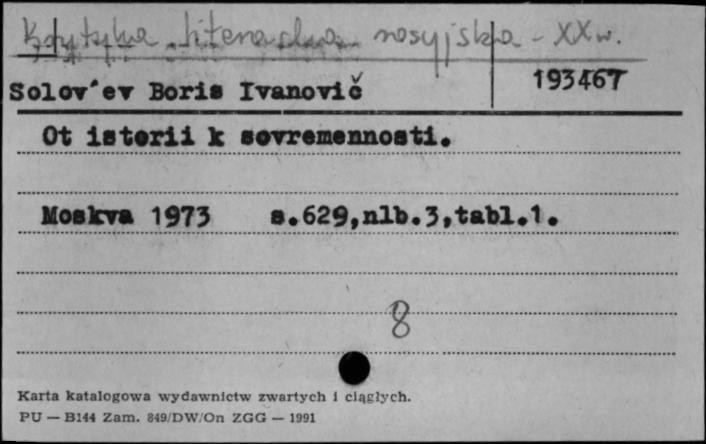 Krytyka literacka rosyjska - XX w.
Solov'ev Boris Ivanovič
193467
Ot istorii k sovremennosti.
Moskva 1973 s.629,nlb.3,tabl.1.
8
Karta katalogowa wydawnictw zwartych i ciągłych.
PU — B144 Zam. 849/DW/On ZGG — 1991